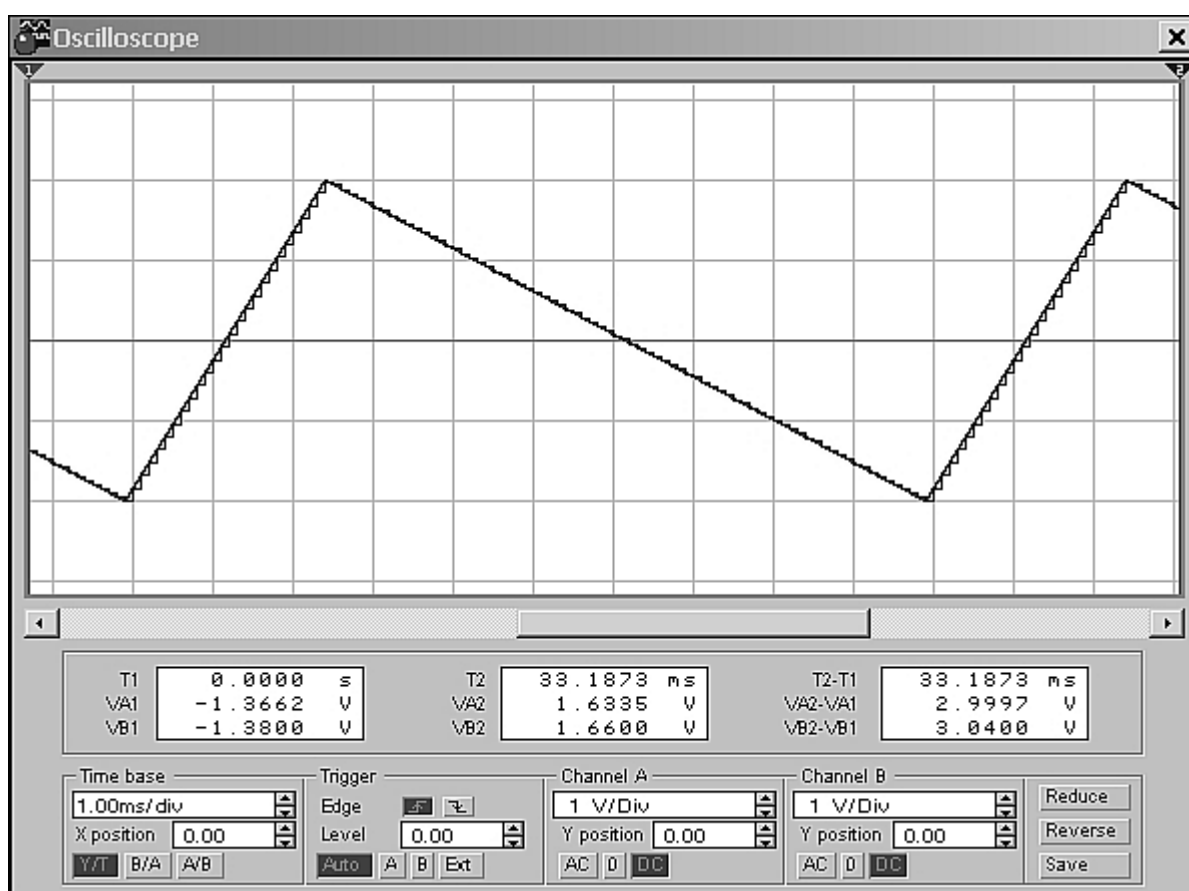 Oscilloscope
1 2
T1 0.0000 s
VA1 -1.3662 V
VB1 -1.3800 V
T2 33.1873 ms
VA2 1.6335 V
VB2 1.6600 V
T2-T1 33.1873 ms
VA2-VA1 2.9997 V
VB2-VB1 3.0400 V
Time base
1.00ms/div
X position 0.00
Y/T B/A A/B
Trigger
Edge
Level 0.00
Auto A B Ext
Channel A
1 V/Div
Y position 0.00
AC 0 DC
Channel B
1 V/Div
Y position 0.00
AC 0 DC
Reduce
Reverse
Save